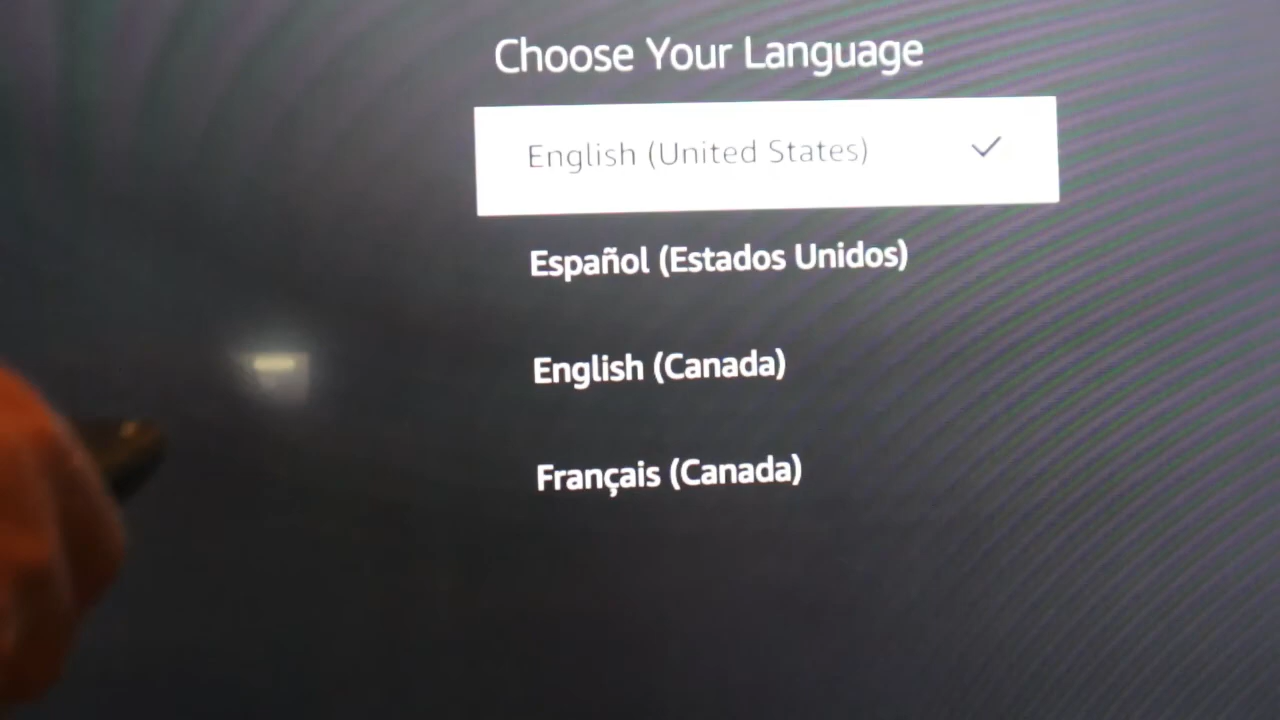 Choose Your Language
English (United States)
Español (Estados Unidos)
English (Canada)
Français (Canada)